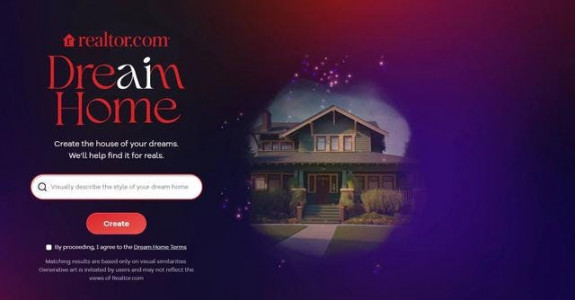 realtor.com
Dreaim
Home
Create the house of your dreams.
We'll help find it for reals.
Visually describe the style of your dream home
Create
By proceeding, I agree to the Dream Home Terms
Matching results are based only on visual similarities
Generative art is initiated by users and may not reflect the
views of Realtor.com